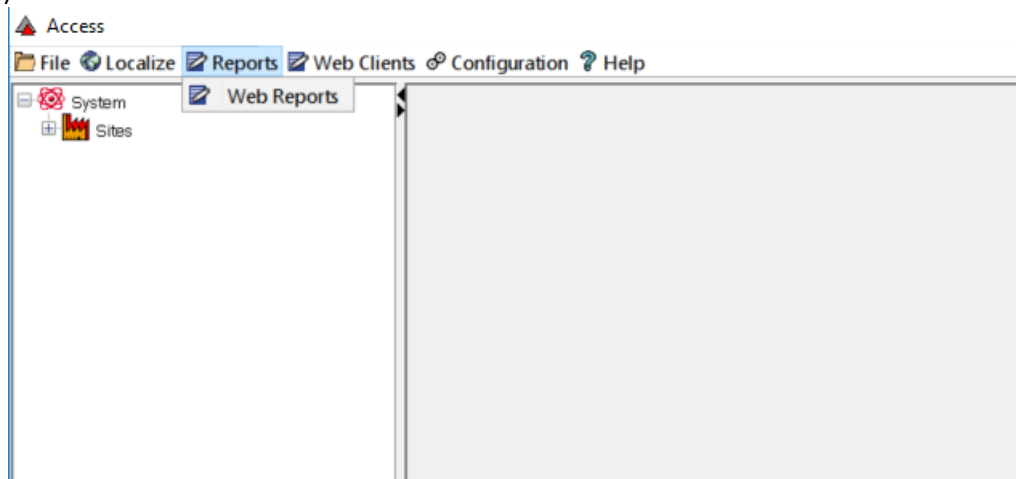 Access
File Localize Reports Web Clients Configuration Help
System Web Reports
Sites